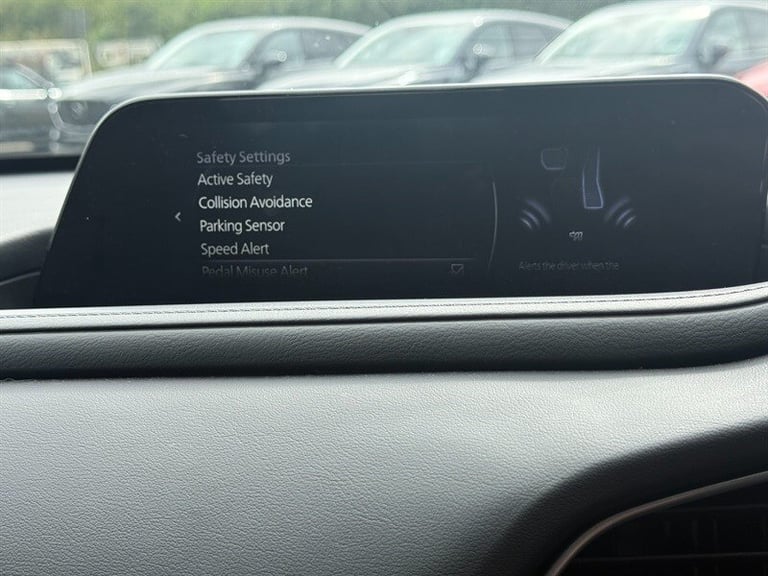 Safety Settings
Active Safety
Collision Avoidance
Parking Sensor
Speed Alert
Pedal Misuse Alert
Alerts the driver when the